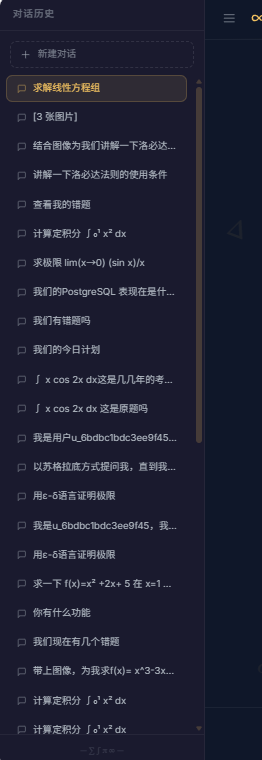 对话历史
+ 新建对话
求解线性方程组
[3 张图片]
结合图像为我们讲解一下洛必达...
讲解一下洛必达法则的使用条件
查看我的错题
计算定积分 ∫₀¹ x² dx
求极限 lim(x→0) (sin x)/x
我们的PostgreSQL 表现在是什...
我们有错题吗
我们的今日计划
∫ x cos 2x dx这是几几年的考...
∫ x cos 2x dx 这是原题吗
我是用户u_6bdbc1bdc3ee9f45...
以苏格拉底方式提问我，直到我...
用ε-δ语言证明极限
我是u_6bdbc1bdc3ee9f45，我...
用ε-δ语言证明极限
求一下 f(x)=x² +2x+ 5 在 x=1 ...
你有什么功能
我们现在有几个错题
带上图像，为我求f(x)= x^3-3x...
计算定积分 ∫₀¹ x² dx
计算定积分 ∫₀¹ x² dx